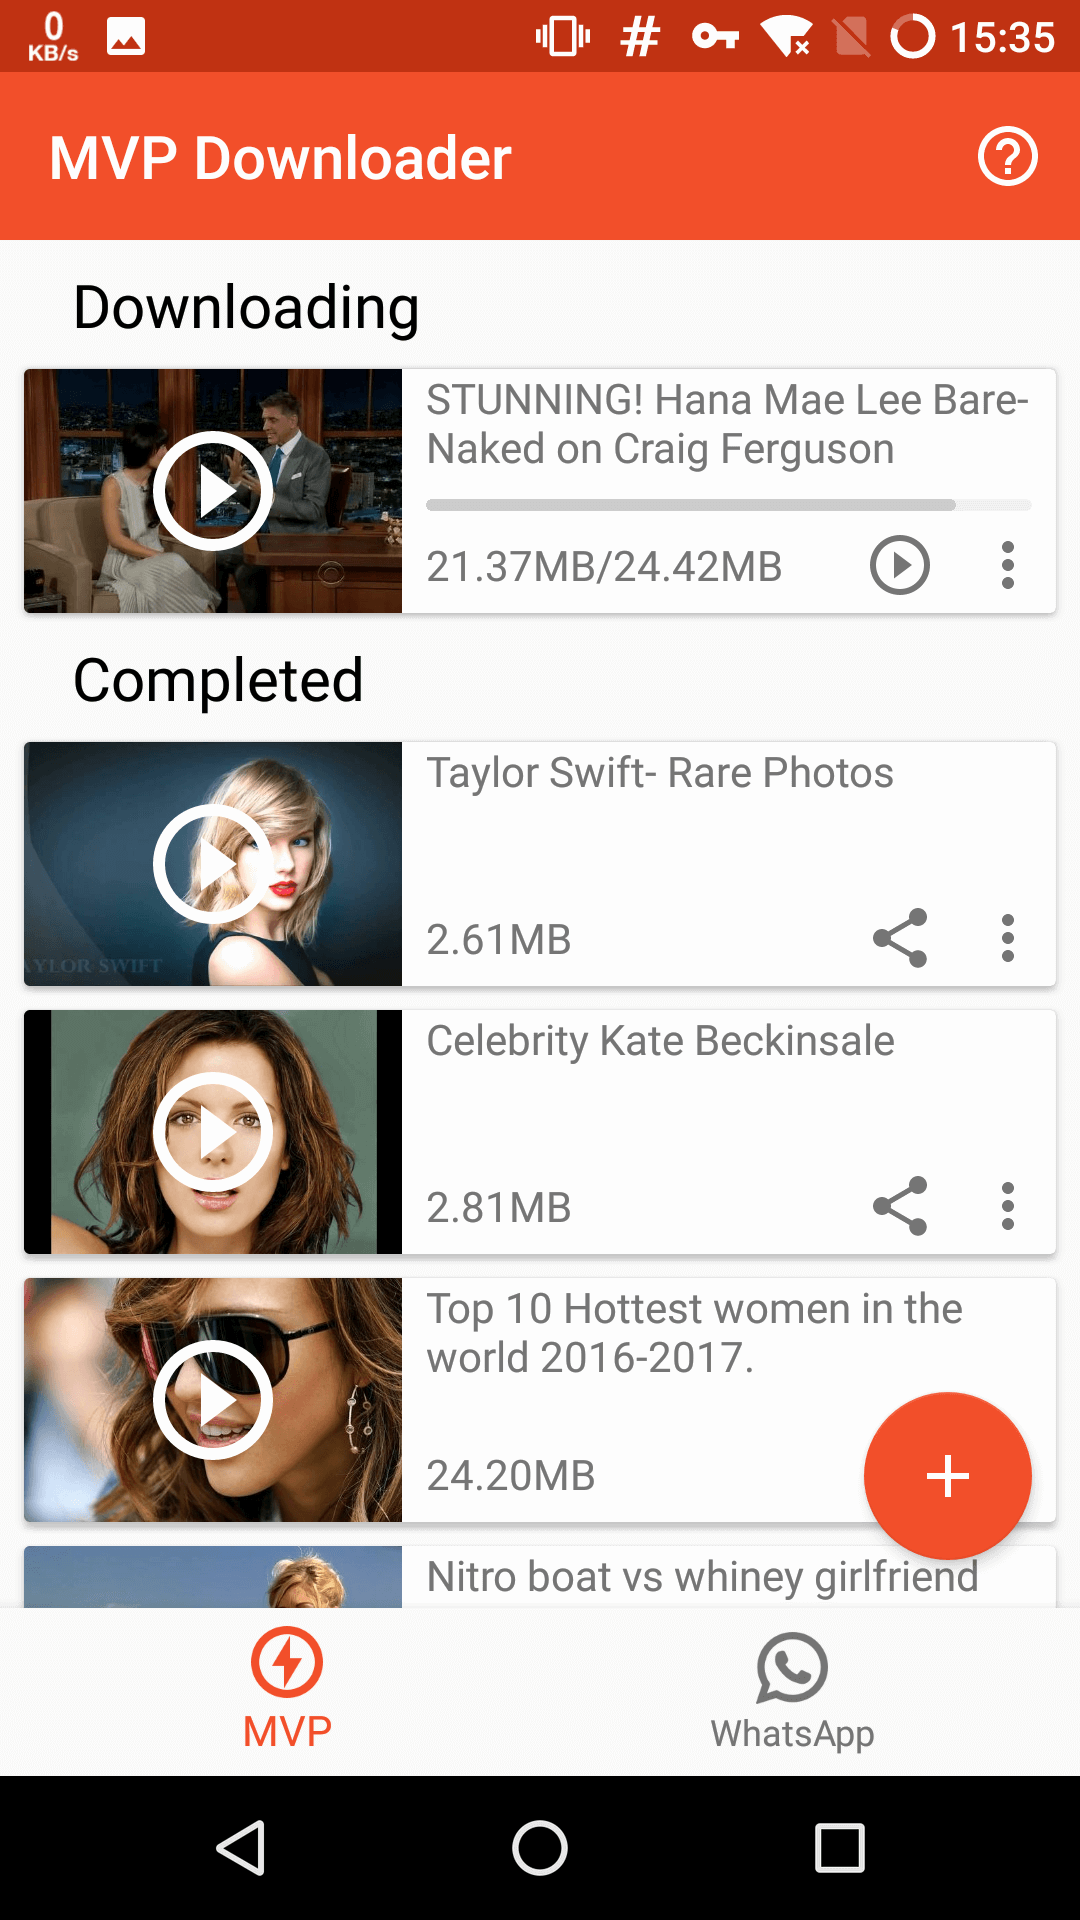 0
KB/s
15:35
MVP Downloader
Downloading
STUNNING! Hana Mae Lee Bare-
Naked on Craig Ferguson
21.37MB/24.42MB
Completed
Taylor Swift- Rare Photos
2.61MB
AYLOR SWIFT
Celebrity Kate Beckinsale
2.81MB
Top 10 Hottest women in the
world 2016-2017.
24.20MB
Nitro boat vs whiney girlfriend
MVP
WhatsApp